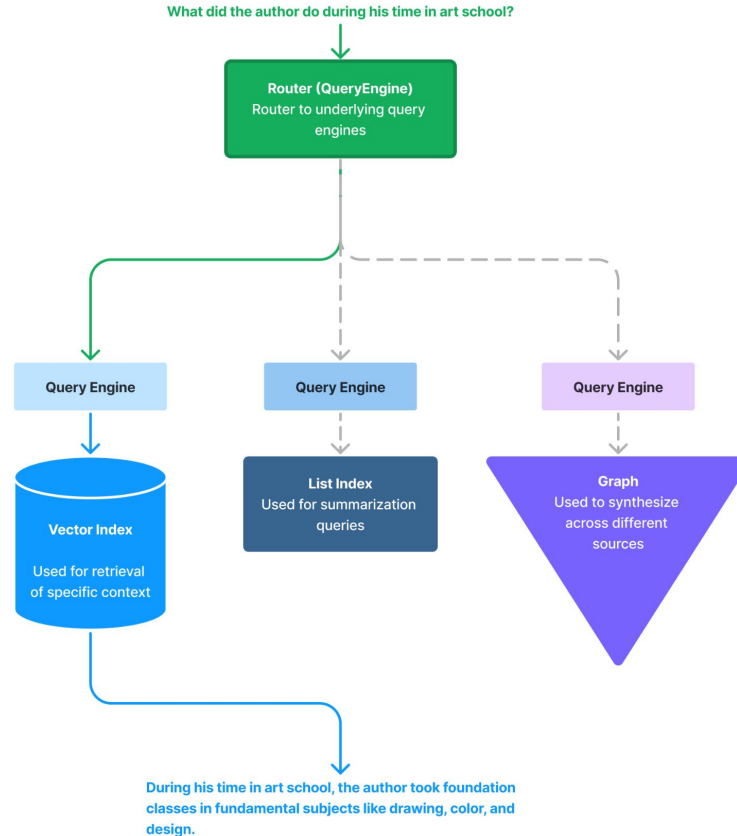 What did the author do during his time in art school?
Router (QueryEngine)
Router to underlying query
engines
Query Engine
Query Engine
Query Engine
Vector Index
Used for retrieval
of specific context
List Index
Used for summarization
queries
Graph
Used to synthesize
across different
sources
During his time in art school, the author took foundation
classes in fundamental subjects like drawing, color, and
design.